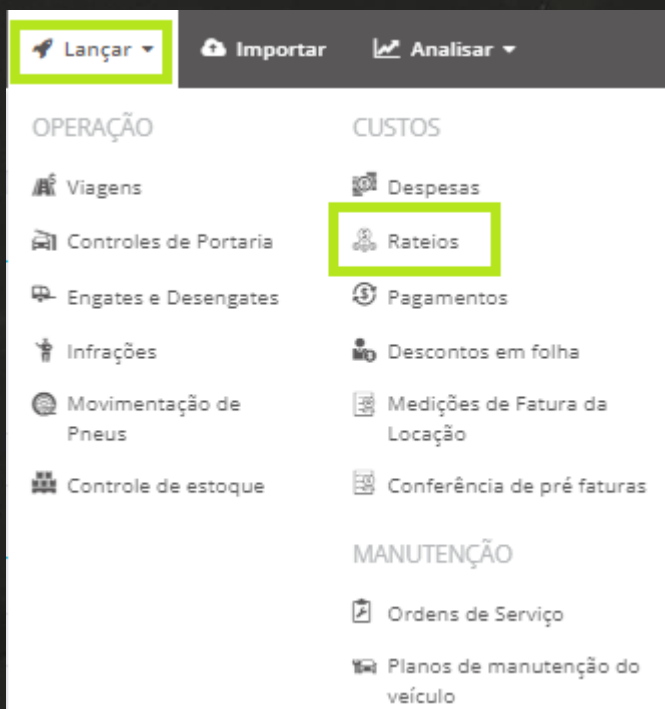 Lançar Importar Analisar
OPERAÇÃO
Viagens
Controles de Portaria
Engates e Desengates
Infrações
Movimentação de
Pneus
Controle de estoque
CUSTOS
Despesas
Rateios
Pagamentos
Descontos em folha
Medições de Fatura da
Locação
Conferência de pré faturas
MANUTENÇÃO
Ordens de Serviço
Planos de manutenção do
veículo